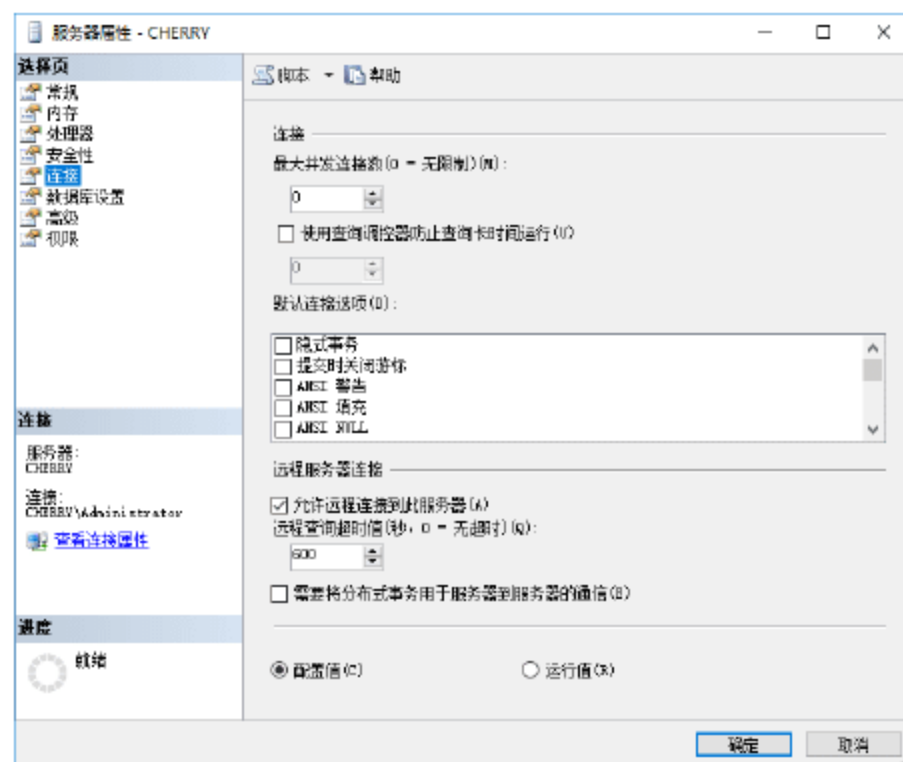 服务器属性 - CHERRY
选择页
常规
内存
处理器
安全性
连接
数据库设置
高级
权限
连接
服务器:
CHERRY
连接:
CHERRY\Administrator
查看连接属性
进度
就绪
脚本 帮助
连接
最大并发连接数(0 = 无限制)(M):
0
使用查询调控器防止查询长时间运行(U)
0
默认连接选项(D):
隐式事务
提交时关闭游标
ANSI 警告
ANSI 填充
ANSI NULL
远程服务器连接
允许远程连接到此服务器(A)
远程查询超时值(秒，0 = 无超时)(Q):
600
需要将分布式事务用于服务器到服务器的通信(R)
配置值(C) 运行值(R)
确定 取消